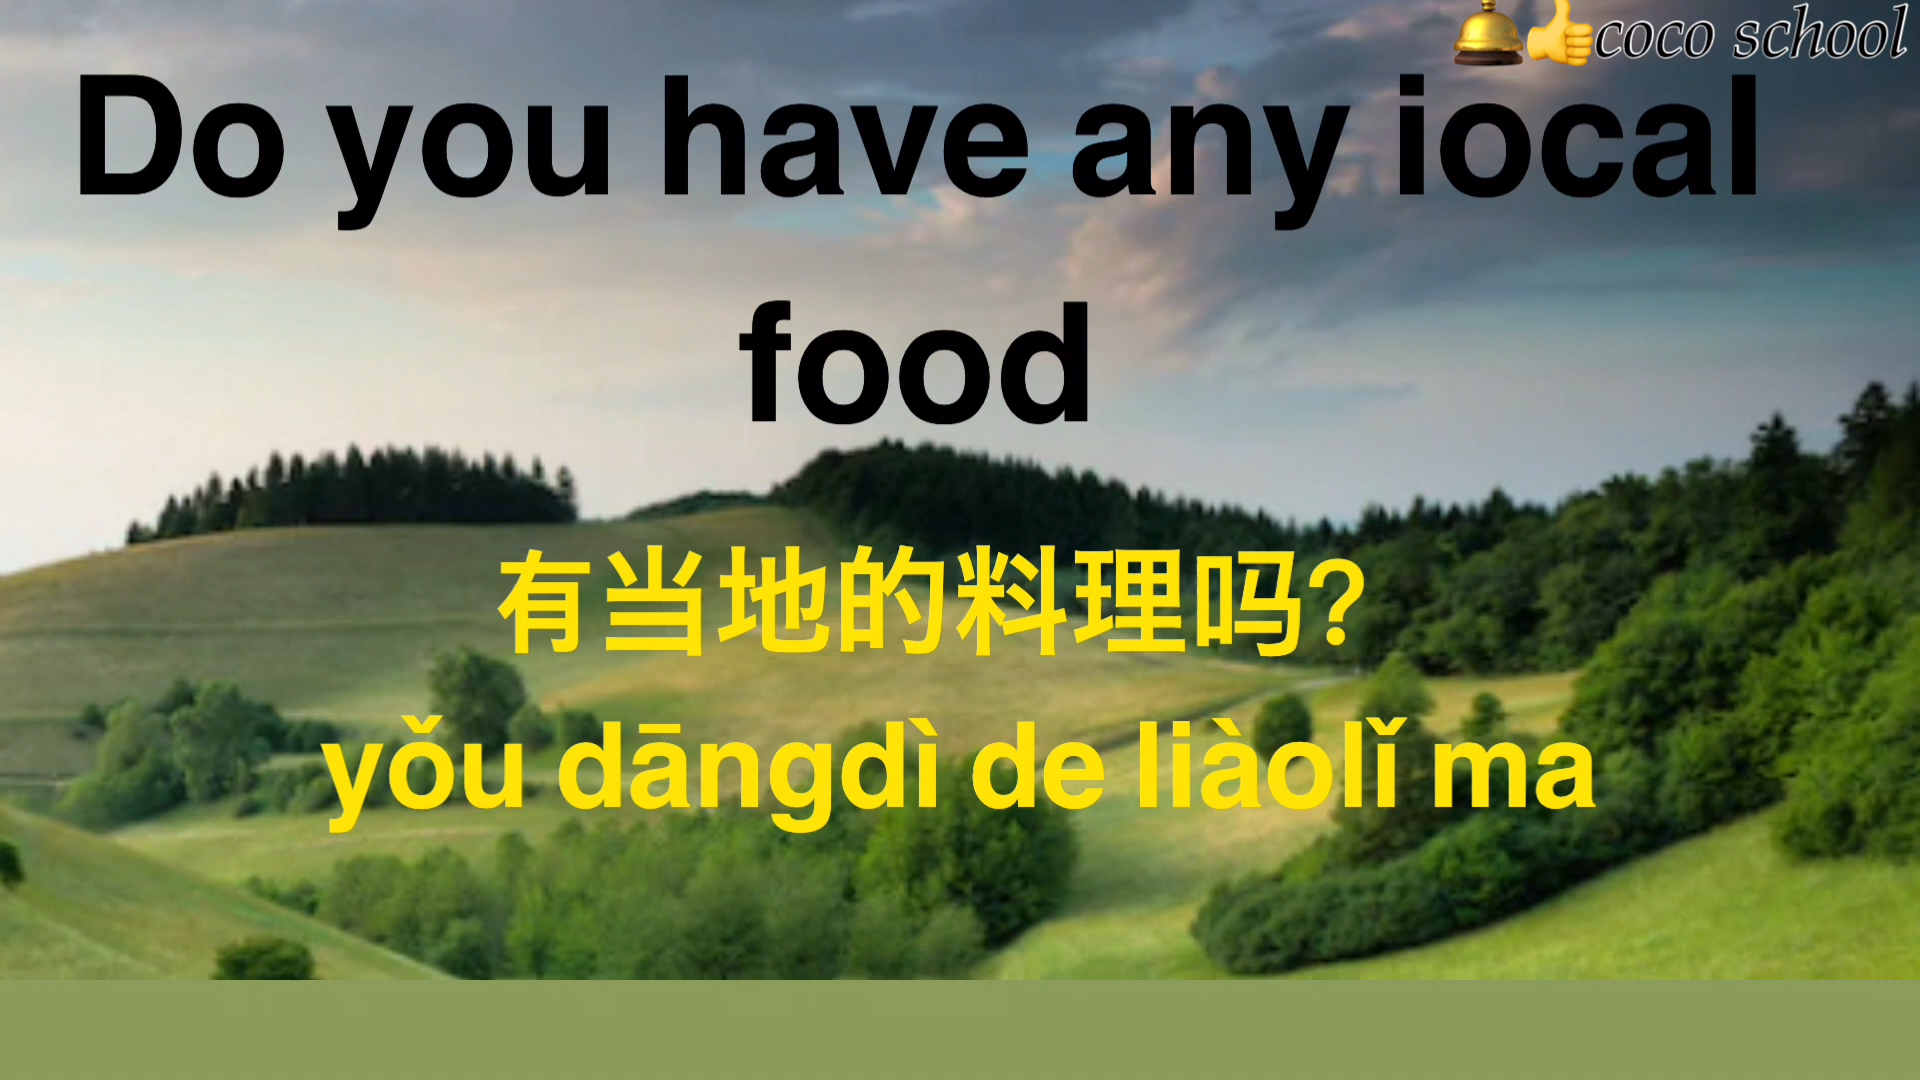 coco school
Do you have any iocal
food
有当地的料理吗?
yǒu dāngdì de liàolǐ ma